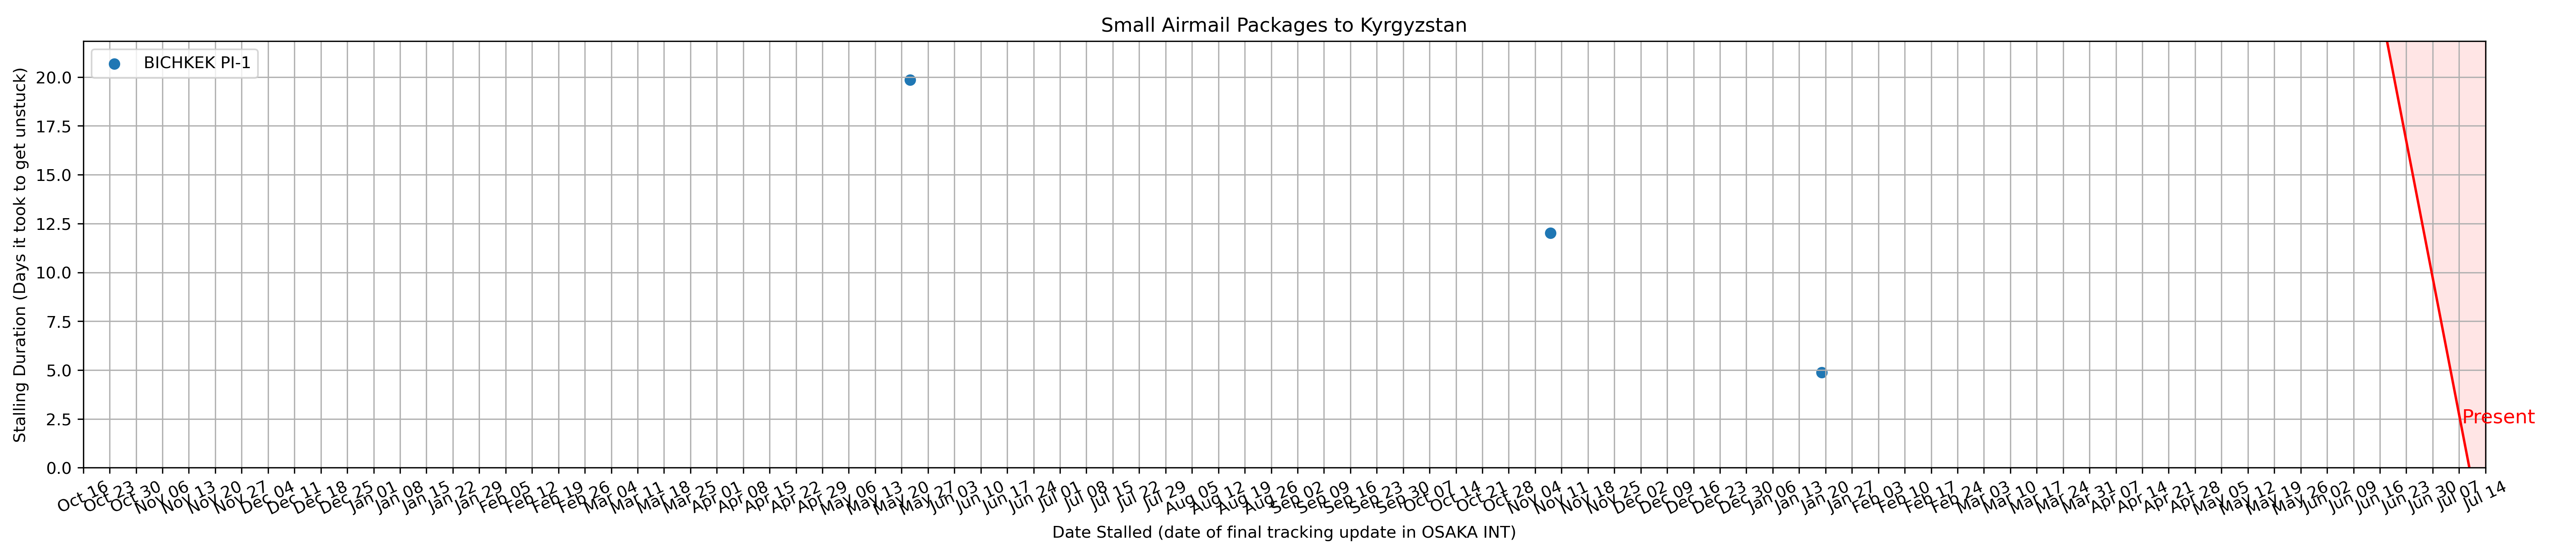 Small Airmail Packages to Kyrgyzstan
BICHKEK PI-1
Stalling Duration (Days it took to get unstuck)
20.0
17.5
15.0
12.5
10.0
7.5
5.0
2.5
0.0
Present
Oct 16
Oct 23
Oct 30
Nov 06
Nov 13
Nov 20
Nov 27
Dec 04
Dec 11
Dec 18
Dec 25
Jan 01
Jan 08
Jan 15
Jan 22
Jan 29
Feb 05
Feb 12
Feb 19
Feb 26
Mar 04
Mar 11
Mar 18
Mar 25
Apr 01
Apr 08
Apr 15
Apr 22
Apr 29
May 06
May 13
May 20
May 27
Jun 03
Jun 10
Jun 17
Jun 24
Jul 01
Jul 08
Jul 15
Jul 22
Jul 29
Aug 05
Aug 12
Aug 19
Aug 26
Sep 02
Sep 09
Sep 16
Sep 23
Sep 30
Oct 07
Oct 14
Oct 21
Oct 28
Nov 04
Nov 11
Nov 18
Nov 25
Dec 02
Dec 09
Dec 16
Dec 23
Dec 30
Jan 06
Jan 13
Jan 20
Jan 27
Feb 03
Feb 10
Feb 17
Feb 24
Mar 03
Mar 10
Mar 17
Mar 24
Mar 31
Apr 07
Apr 14
Apr 21
Apr 28
May 05
May 12
May 19
May 26
Jun 02
Jun 09
Jun 16
Jun 23
Jun 30
Jul 07
Jul 14
Date Stalled (date of final tracking update in OSAKA INT)